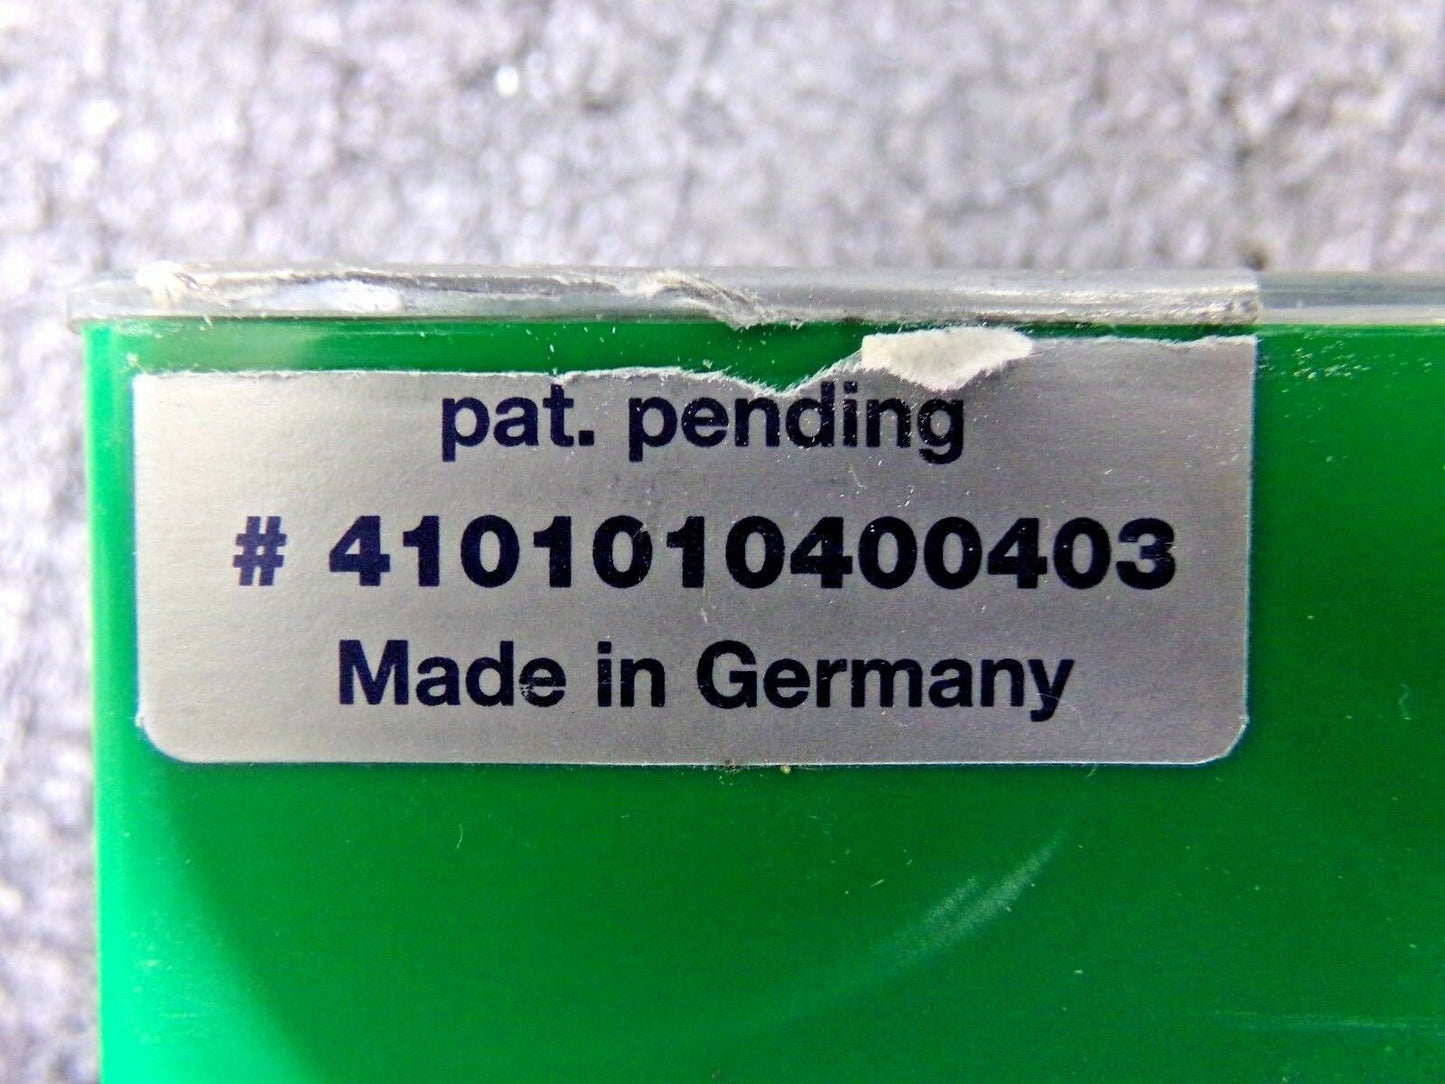 pat. pending
# 4101010400403
Made in Germany